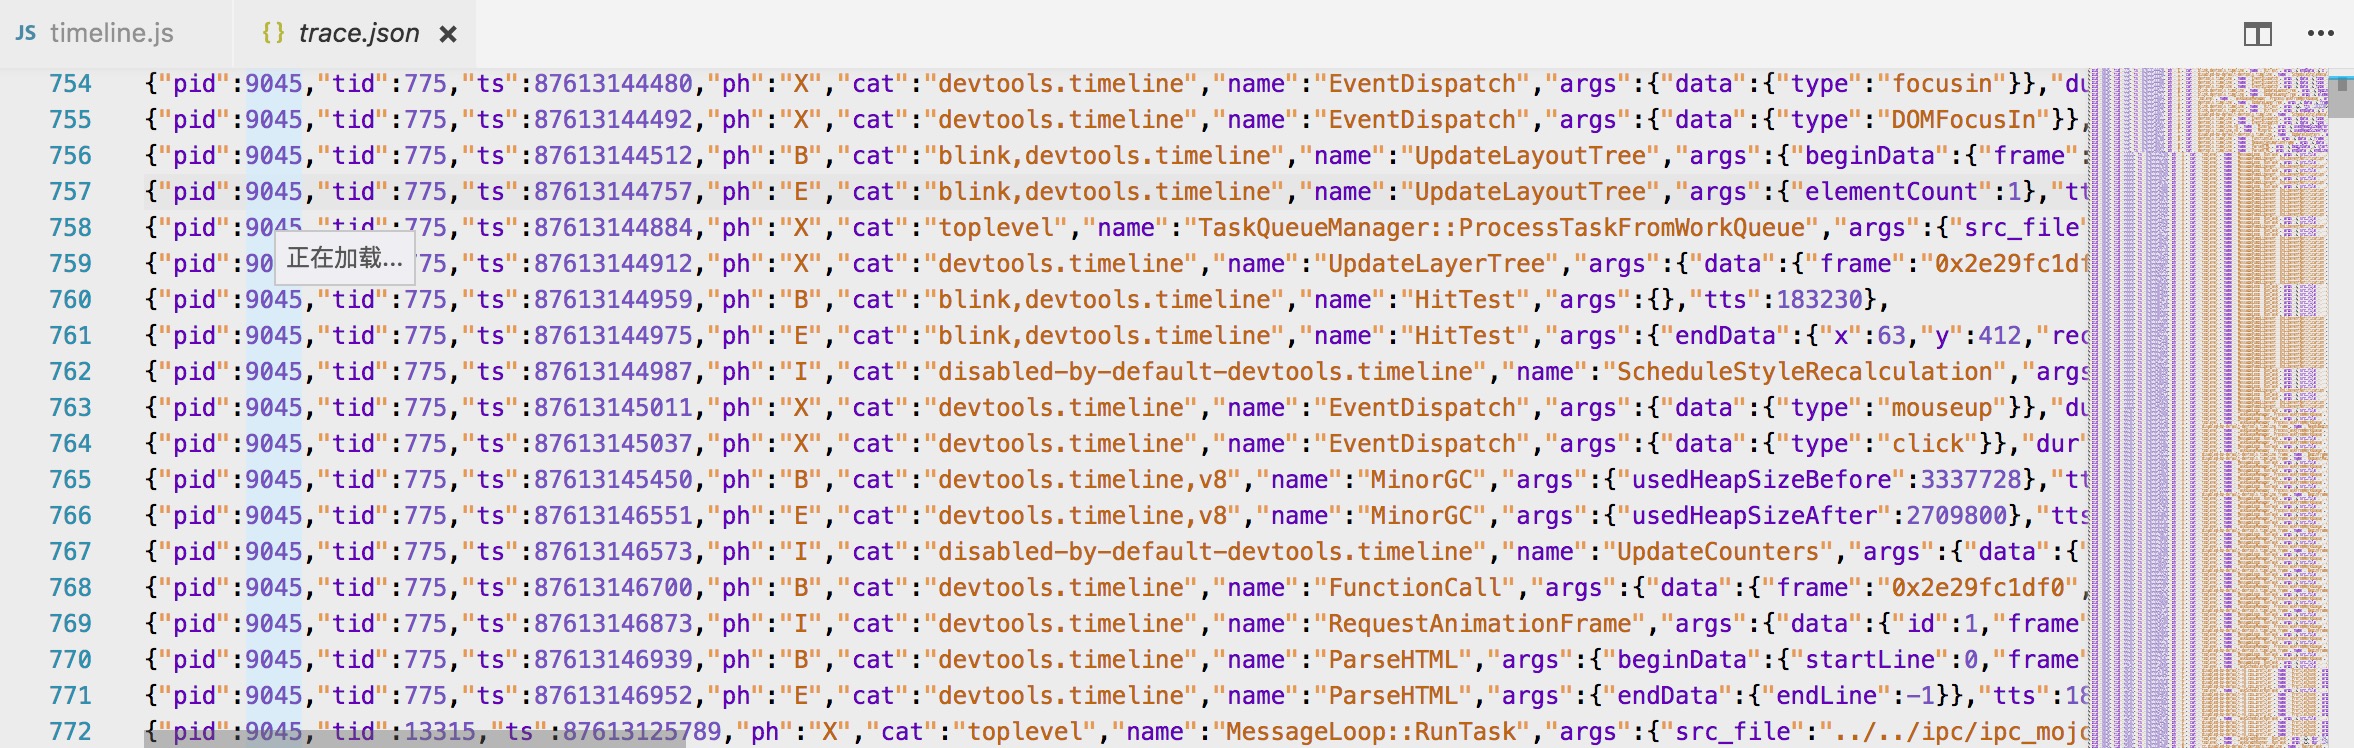 JS timeline.js {} trace.json
754 {"pid":9045,"tid":775,"ts":87613144480,"ph":"X","cat":"devtools.timeline","name":"EventDispatch","args":{"data":{"type":"focusin"}},"du
755 {"pid":9045,"tid":775,"ts":87613144492,"ph":"X","cat":"devtools.timeline","name":"EventDispatch","args":{"data":{"type":"DOMFocusIn"}},
756 {"pid":9045,"tid":775,"ts":87613144512,"ph":"B","cat":"blink,devtools.timeline","name":"UpdateLayoutTree","args":{"beginData":{"frame":
757 {"pid":9045,"tid":775,"ts":87613144757,"ph":"E","cat":"blink,devtools.timeline","name":"UpdateLayoutTree","args":{"elementCount":1},"tt
758 {"pid":9045,"tid":775,"ts":87613144884,"ph":"X","cat":"toplevel","name":"TaskQueueManager::ProcessTaskFromWorkQueue","args":{"src_file"
正在加载...
759 {"pid":90 75,"ts":87613144912,"ph":"X","cat":"devtools.timeline","name":"UpdateLayerTree","args":{"data":{"frame":"0x2e29fc1df
760 {"pid":9045,"tid":775,"ts":87613144959,"ph":"B","cat":"blink,devtools.timeline","name":"HitTest","args":{},"tts":183230},
761 {"pid":9045,"tid":775,"ts":87613144975,"ph":"E","cat":"blink,devtools.timeline","name":"HitTest","args":{"endData":{"x":63,"y":412,"rec
762 {"pid":9045,"tid":775,"ts":87613144987,"ph":"I","cat":"disabled-by-default-devtools.timeline","name":"ScheduleStyleRecalculation","args
763 {"pid":9045,"tid":775,"ts":87613145011,"ph":"X","cat":"devtools.timeline","name":"EventDispatch","args":{"data":{"type":"mouseup"}},"du
764 {"pid":9045,"tid":775,"ts":87613145037,"ph":"X","cat":"devtools.timeline","name":"EventDispatch","args":{"data":{"type":"click"}},"dur"
765 {"pid":9045,"tid":775,"ts":87613145450,"ph":"B","cat":"devtools.timeline,v8","name":"MinorGC","args":{"usedHeapSizeBefore":3337728},"tt
766 {"pid":9045,"tid":775,"ts":87613146551,"ph":"E","cat":"devtools.timeline,v8","name":"MinorGC","args":{"usedHeapSizeAfter":2709800},"tts
767 {"pid":9045,"tid":775,"ts":87613146573,"ph":"I","cat":"disabled-by-default-devtools.timeline","name":"UpdateCounters","args":{"data":{"
768 {"pid":9045,"tid":775,"ts":87613146700,"ph":"B","cat":"devtools.timeline","name":"FunctionCall","args":{"data":{"frame":"0x2e29fc1df0",
769 {"pid":9045,"tid":775,"ts":87613146873,"ph":"I","cat":"devtools.timeline","name":"RequestAnimationFrame","args":{"data":{"id":1,"frame"
770 {"pid":9045,"tid":775,"ts":87613146939,"ph":"B","cat":"devtools.timeline","name":"ParseHTML","args":{"beginData":{"startLine":0,"frame"
771 {"pid":9045,"tid":775,"ts":87613146952,"ph":"E","cat":"devtools.timeline","name":"ParseHTML","args":{"endData":{"endLine":-1}},"tts":18
772 {"pid":9045,"tid":13315,"ts":87613125789,"ph":"X","cat":"toplevel","name":"MessageLoop::RunTask","args":{"src_file":"../../ipc/ipc_mojo